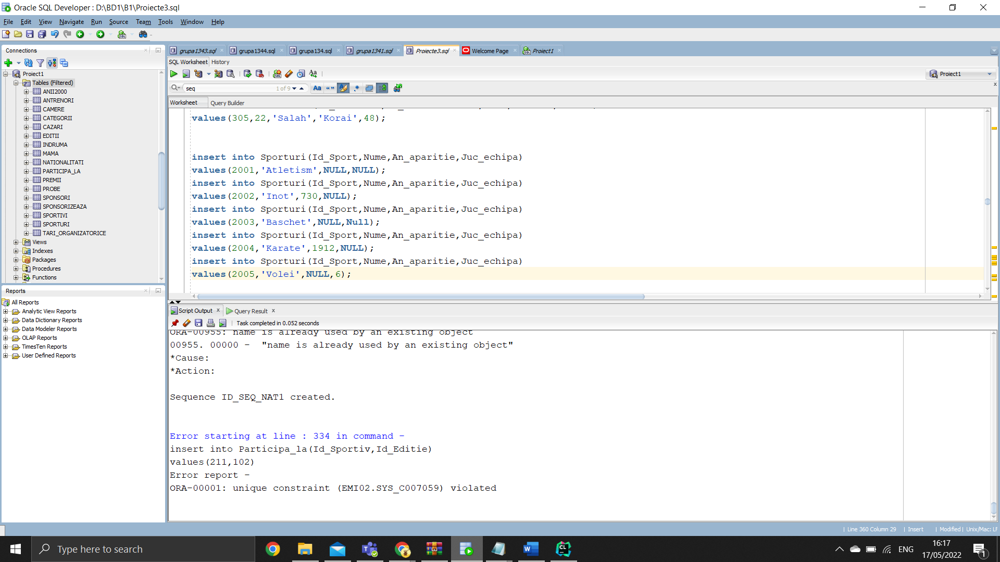 Oracle SQL Developer : D:\BD1\B1\Proiecte3.sql
File Edit View Navigate Run Source Team Tools Window Help
Connections
Proiect1
Tables (Filtered)
ANII2000
ANTRENORI
CAMERE
CATEGORII
CAZARI
EDITII
INDRUMA
MAMA
NATIONALITATI
PARTICIPA_LA
PREMII
PROBE
SPONSORI
SPONSORIZEAZA
SPORTIVI
SPORTURI
TARI_ORGANIZATORICE
Views
Indexes
Packages
Procedures
Functions
Reports
All Reports
Analytic View Reports
Data Dictionary Reports
Data Modeler Reports
OLAP Reports
TimesTen Reports
User Defined Reports
grupa1343.sql grupa1344.sql grupa134.sql grupa1341.sql Proiecte3.sql Welcome Page Proiect1
SQL Worksheet History
Proiect1
seq 1 of 9
Worksheet Query Builder
values(305,22,'Salah','Korai',48);
insert into Sporturi(Id_Sport,Nume,An_aparitie,Juc_echipa)
values(2001,'Atletism',NULL,NULL);
insert into Sporturi(Id_Sport,Nume,An_aparitie,Juc_echipa)
values(2002,'Inot',730,NULL);
insert into Sporturi(Id_Sport,Nume,An_aparitie,Juc_echipa)
values(2003,'Baschet',NULL,Null);
insert into Sporturi(Id_Sport,Nume,An_aparitie,Juc_echipa)
values(2004,'Karate',1912,NULL);
insert into Sporturi(Id_Sport,Nume,An_aparitie,Juc_echipa)
values(2005,'Volei',NULL,6);
Script Output Query Result
Task completed in 0.052 seconds
ORA-00955: name is already used by an existing object
00955. 00000 -  "name is already used by an existing object"
*Cause:
*Action:
Sequence ID_SEQ_NAT1 created.
Error starting at line : 334 in command -
insert into Participa_la(Id_Sportiv,Id_Editie)
values(211,102)
Error report -
ORA-00001: unique constraint (EMI02.SYS_C007059) violated
Line 360 Column 29 Insert Modified Unix/Mac: LF
Type here to search
ENG
16:17
17/05/2022
1